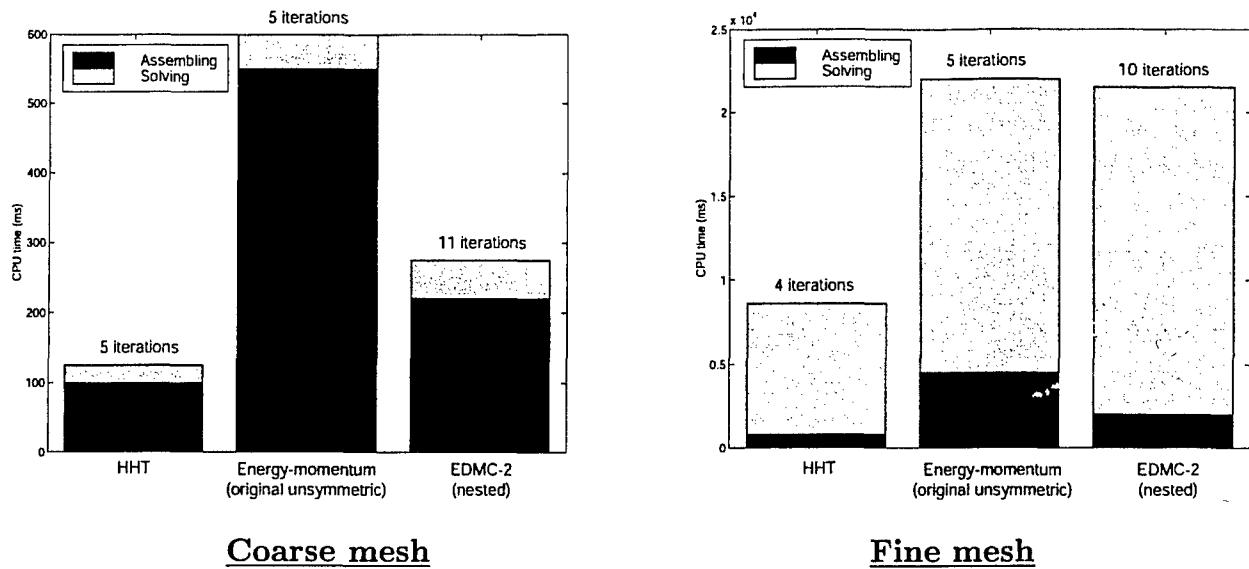 5 iterations
600
Assembling
Solving
500
400
CPU time (ms)
300
11 iterations
200
5 iterations
100
0
HHT
Energy-momentum
(original unsymmetric)
EDMC-2
(nested)
Coarse mesh
x 10⁴
2.5
Assembling
Solving
5 iterations
10 iterations
2
1.5
CPU time (ms)
1
4 iterations
0.5
0
HHT
Energy-momentum
(original unsymmetric)
EDMC-2
(nested)
Fine mesh